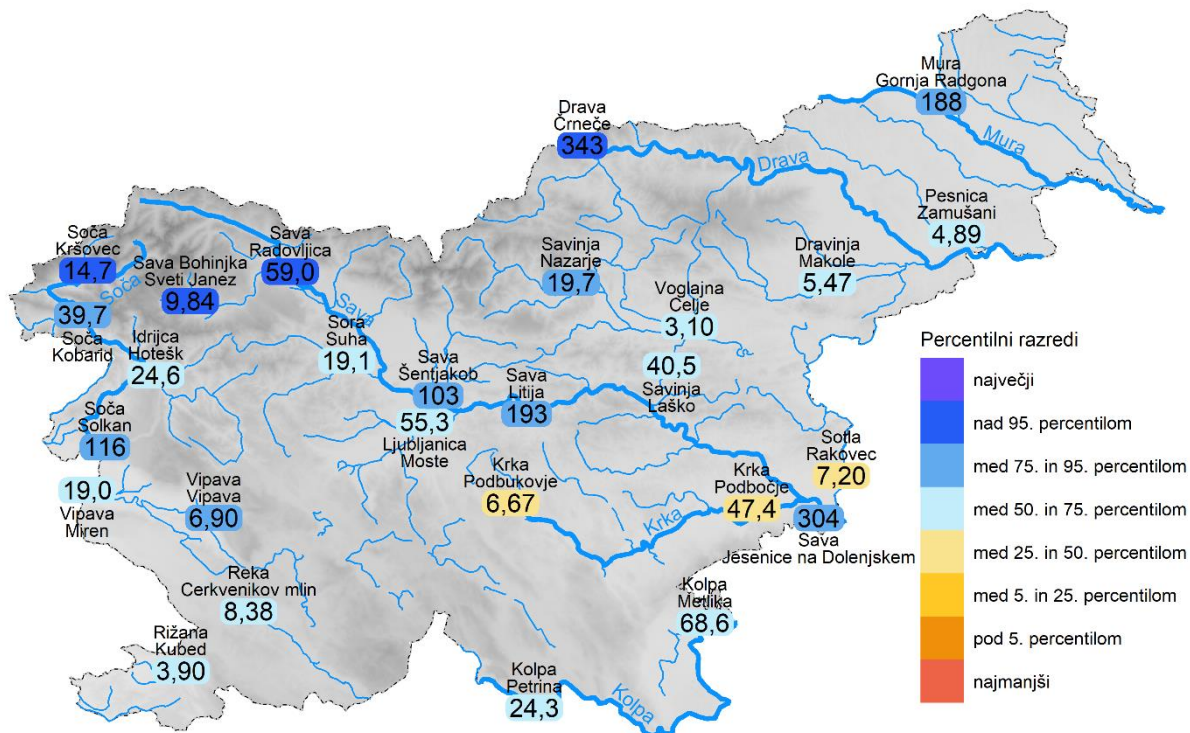 Mura
Gornja Radgona
188
Mura
Drava
Črneče
343
Drava
Pesnica
Zamušani
4,89
Dravinja
Makole
5,47
Soča
Kršovec
14,7
Soča
Sava Bohinjka
Sveti Janez
9,84
Sava
Radovljica
59,0
Sava
Savinja
Nazarje
19,7
Voglajna
Celje
3,10
39,7
Soča
Kobarid
Idrijca
Hotešk
24,6
Sora
Suha
19,1
Sava
Šentjakob
103
Sava
Litija
193
40,5
Savinja
Laško
55,3
Ljubljanica
Moste
Soča
Solkan
116
19,0
Vipava
Miren
Vipava
Vipava
6,90
Krka
Podbukovje
6,67
Krka
Krka
Podbočje
47,4
Sotla
Rakovec
7,20
304
Sava
Jesenice na Dolenjskem
Reka
Cerkvenikov mlin
8,38
Rižana
Kubed
3,90
Kolpa
Metlika
68,6
Kolpa
Petrina
24,3
Kolpa
Percentilni razredi
največji
nad 95. percentilom
med 75. in 95. percentilom
med 50. in 75. percentilom
med 25. in 50. percentilom
med 5. in 25. percentilom
pod 5. percentilom
najmanjši